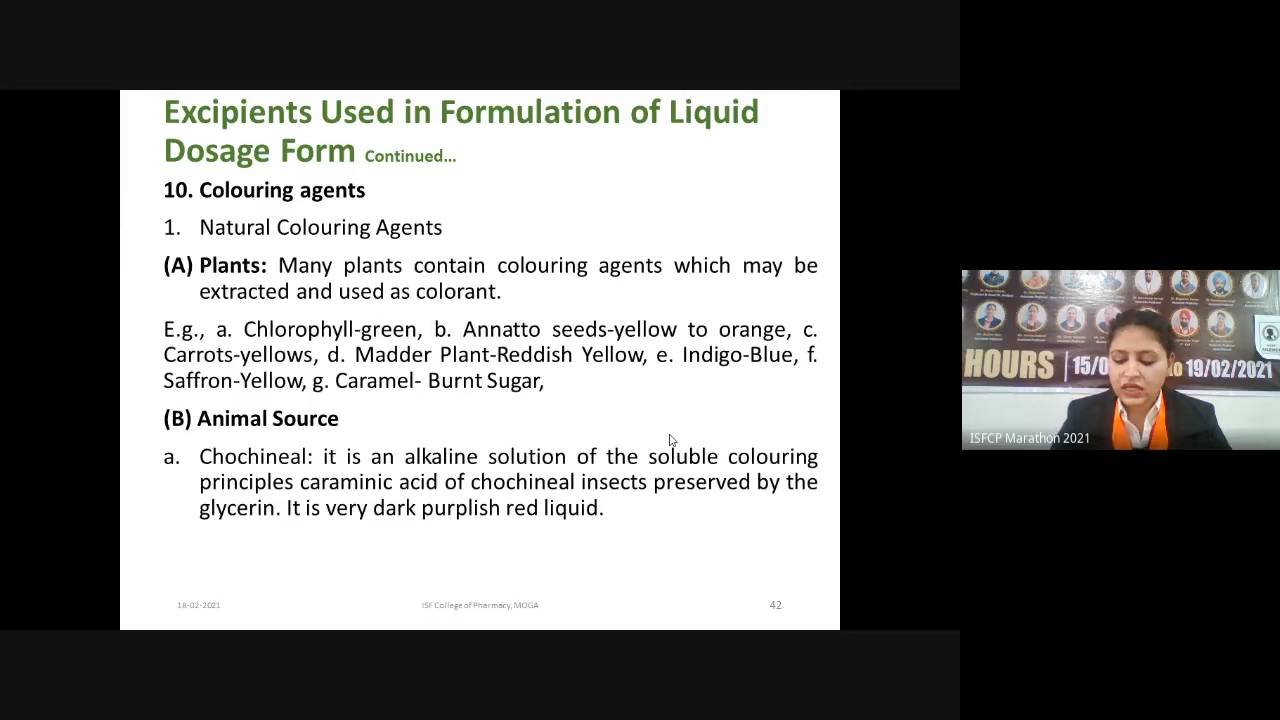 Excipients Used in Formulation of Liquid
Dosage Form Continued...
10. Colouring agents
1. Natural Colouring Agents
(A) Plants: Many plants contain colouring agents which may be
extracted and used as colorant.
E.g., a. Chlorophyll-green, b. Annatto seeds-yellow to orange, c.
Carrots-yellows, d. Madder Plant-Reddish Yellow, e. Indigo-Blue, f.
Saffron-Yellow, g. Caramel- Burnt Sugar,
(B) Animal Source
a. Chochineal: it is an alkaline solution of the soluble colouring
principles caraminic acid of chochineal insects preserved by the
glycerin. It is very dark purplish red liquid.
18-02-2021
ISF College of Pharmacy, MOGA
42
HOURS 15/0 to 19/02/2021
ISFCP Marathon 2021